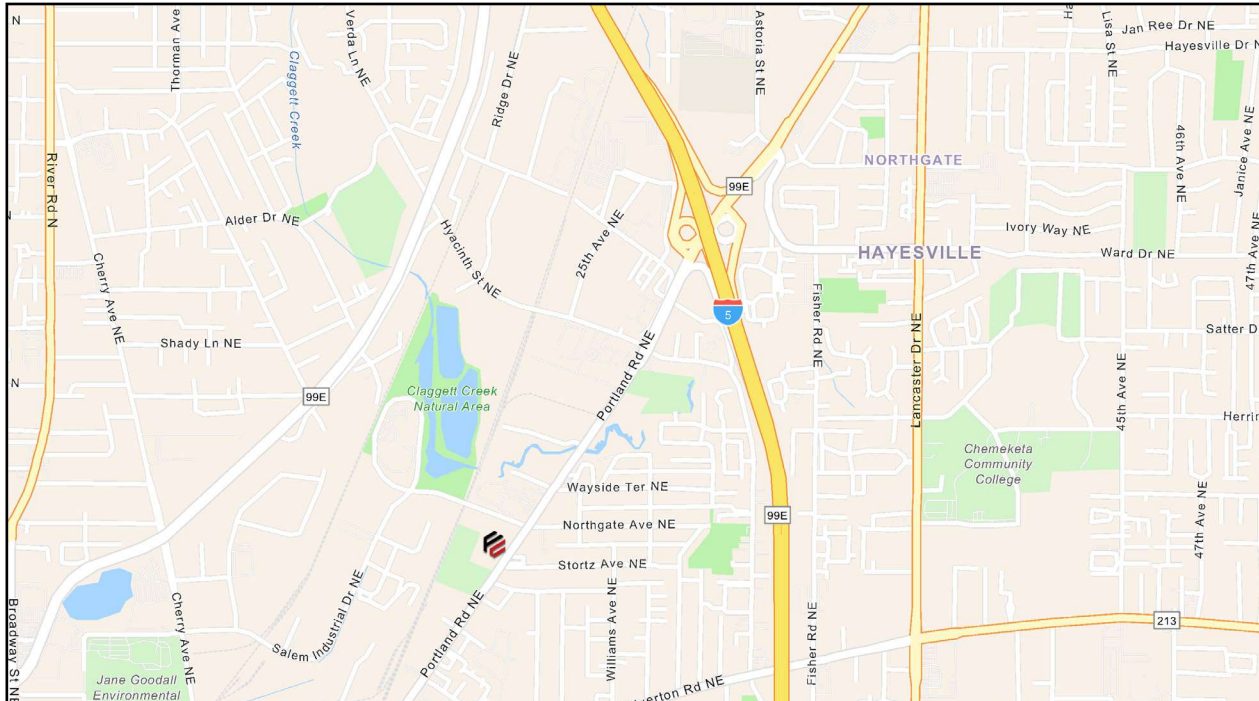 N
Thorman Ave
Verda Ln NE
Ridge Dr NE
Astoria St NE
Lisa St NE
Jan Ree Dr NE
Hayesville Dr N
Claggett Creek
River Rd N
99E
NORTHGATE
46th Ave NE
Janice Ave NE
Alder Dr NE
Hyacinth St NE
25th Ave NE
Ivory Way NE
HAYESVILLE
Ward Dr NE
47th Ave NE
Cherry Ave NE
Fisher Rd NE
5
Shady Ln NE
Portland Rd NE
Lancaster Dr NE
Satter D
N
99E
Claggett Creek
Natural Area
45th Ave NE
Herrin
Chemeketa
Community
College
Wayside Ter NE
99E
Northgate Ave NE
47th Ave NE
Stortz Ave NE
Broadway St NE
Cherry Ave NE
Salem Industrial Dr NE
Portland Rd NE
Williams Ave NE
Fisher Rd NE
213
Jane Goodall
Environmental
verton Rd NE